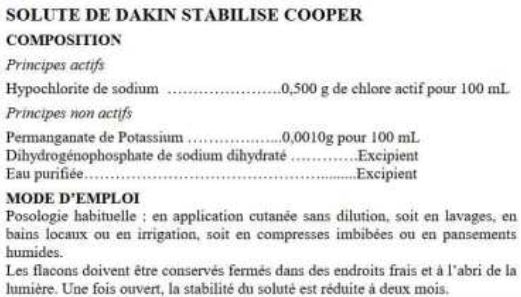 SOLUTE DE DAKIN STABILISE COOPER
COMPOSITION
Principes actifs
Hypochlorite de sodium ......................0,500 g de chlore actif pour 100 mL
Principes non actifs
Permanganate de Potassium ..................0,0010g pour 100 mL
Dihydrogénophosphate de sodium dihydraté .............Excipient
Eau purifiée......................................................Excipient
MODE D'EMPLOI
Posologie habituelle : en application cutanée sans dilution, soit en lavages, en
bains locaux ou en irrigation, soit en compresses imbibées ou en pansements
humides.
Les flacons doivent être conservés fermés dans des endroits frais et à l'abri de la
lumière. Une fois ouvert, la stabilité du soluté est réduite à deux mois.